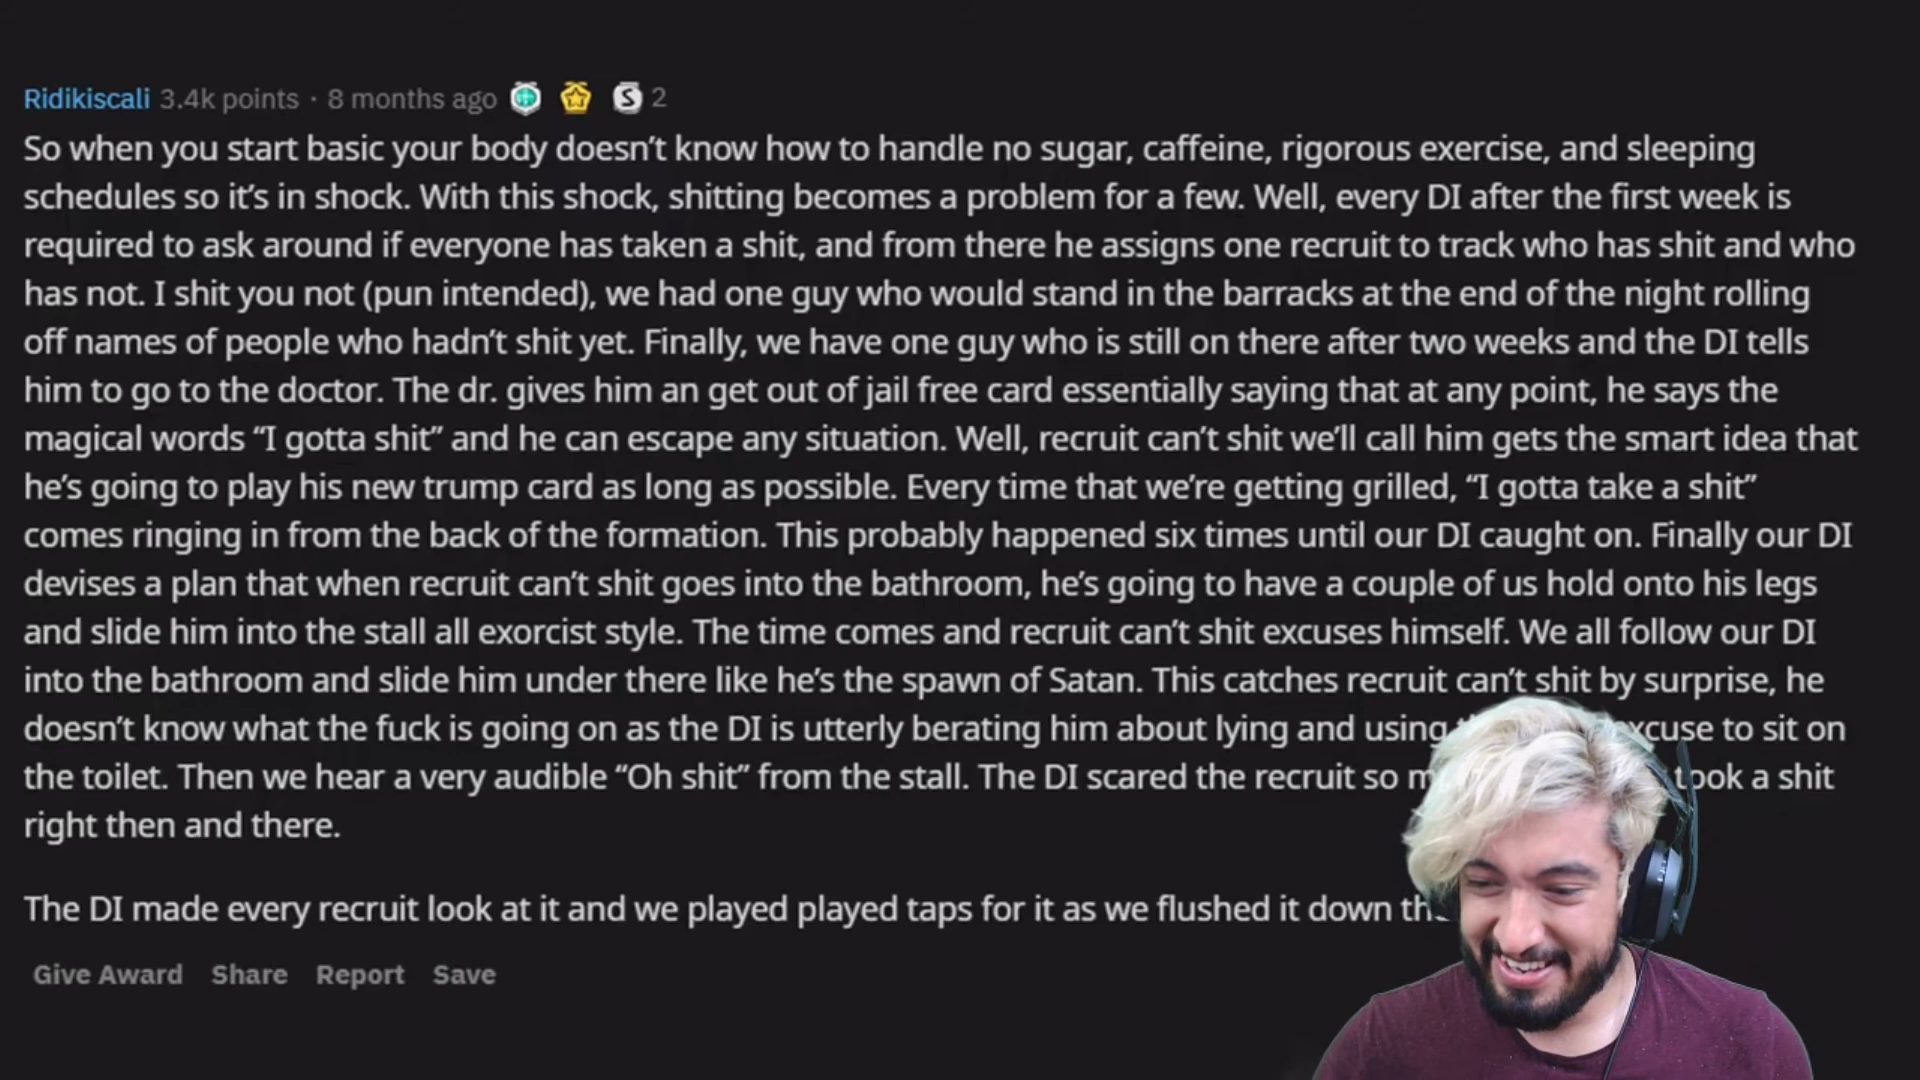 Ridikiscali 3.4k points · 8 months ago S 2
So when you start basic your body doesn’t know how to handle no sugar, caffeine, rigorous exercise, and sleeping
schedules so it’s in shock. With this shock, shitting becomes a problem for a few. Well, every DI after the first week is
required to ask around if everyone has taken a shit, and from there he assigns one recruit to track who has shit and who
has not. I shit you not (pun intended), we had one guy who would stand in the barracks at the end of the night rolling
off names of people who hadn’t shit yet. Finally, we have one guy who is still on there after two weeks and the DI tells
him to go to the doctor. The dr. gives him an get out of jail free card essentially saying that at any point, he says the
magical words “I gotta shit” and he can escape any situation. Well, recruit can’t shit we’ll call him gets the smart idea that
he’s going to play his new trump card as long as possible. Every time that we’re getting grilled, “I gotta take a shit”
comes ringing in from the back of the formation. This probably happened six times until our DI caught on. Finally our DI
devises a plan that when recruit can’t shit goes into the bathroom, he’s going to have a couple of us hold onto his legs
and slide him into the stall all exorcist style. The time comes and recruit can’t shit excuses himself. We all follow our DI
into the bathroom and slide him under there like he’s the spawn of Satan. This catches recruit can’t shit by surprise, he
doesn’t know what the fuck is going on as the DI is utterly berating him about lying and using to sit on
the toilet. Then we hear a very audible “Oh shit” from the stall. The DI scared the recruit so took a shit
right then and there.
The DI made every recruit look at it and we played played taps for it as we flushed it down
Give Award Share Report Save